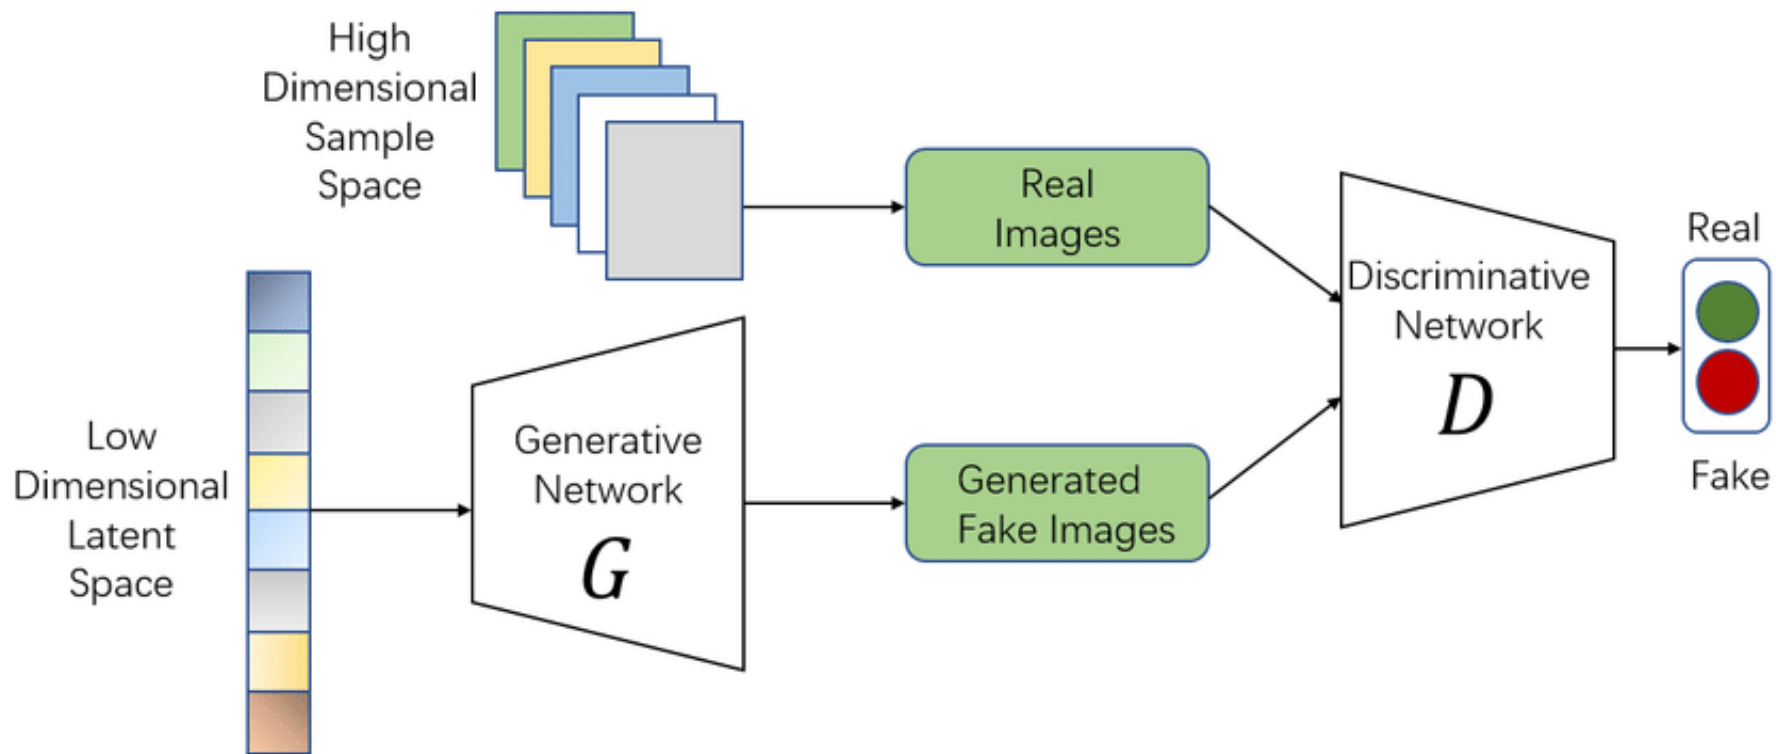 High
Dimensional
Sample
Space
Real
Images
Discriminative
Network
D
Real
Fake
Low
Dimensional
Latent
Space
Generative
Network
G
Generated
Fake Images